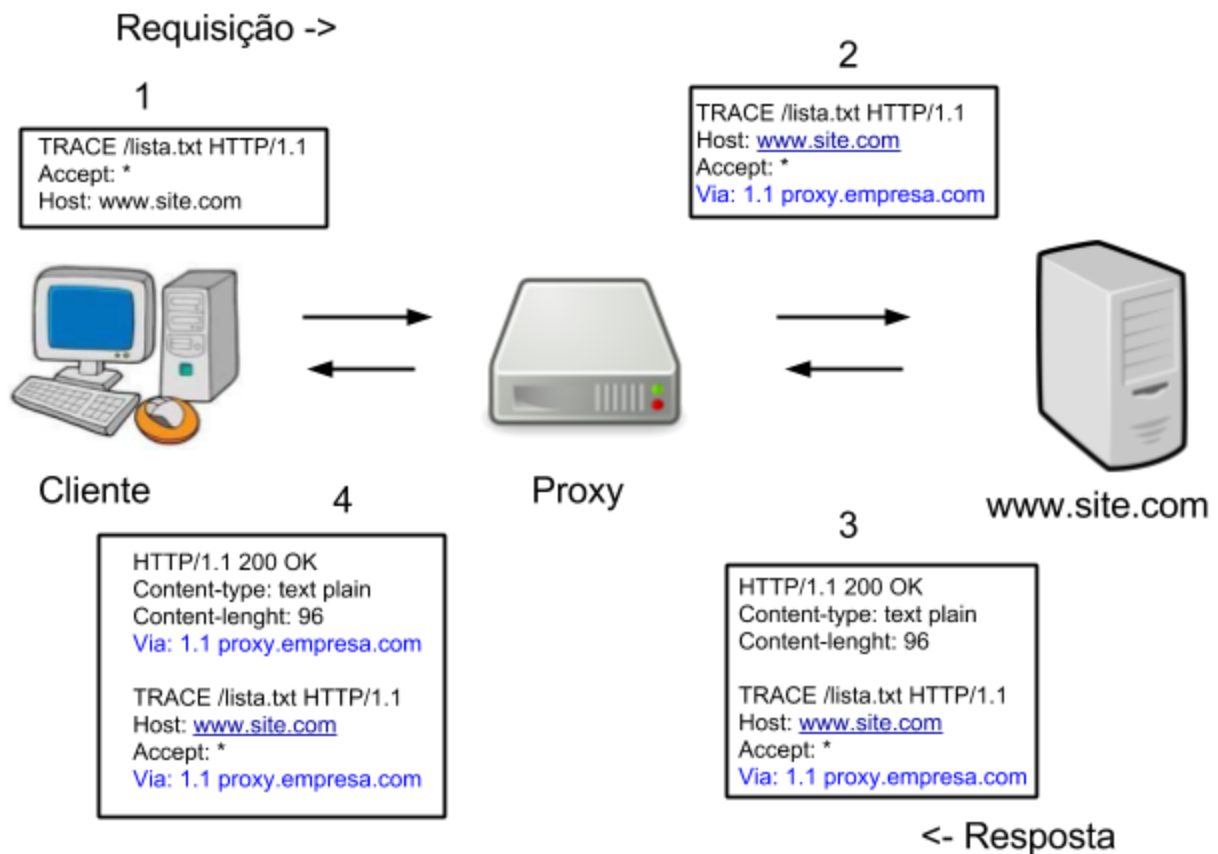 Requisição ->
1
TRACE /lista.txt HTTP/1.1
Accept: *
Host: www.site.com
2
TRACE /lista.txt HTTP/1.1
Host: www.site.com
Accept: *
Via: 1.1 proxy.empresa.com
Cliente
Proxy
www.site.com
3
HTTP/1.1 200 OK
Content-type: text plain
Content-lenght: 96
TRACE /lista.txt HTTP/1.1
Host: www.site.com
Accept: *
Via: 1.1 proxy.empresa.com
4
HTTP/1.1 200 OK
Content-type: text plain
Content-lenght: 96
Via: 1.1 proxy.empresa.com
TRACE /lista.txt HTTP/1.1
Host: www.site.com
Accept: *
Via: 1.1 proxy.empresa.com
<- Resposta